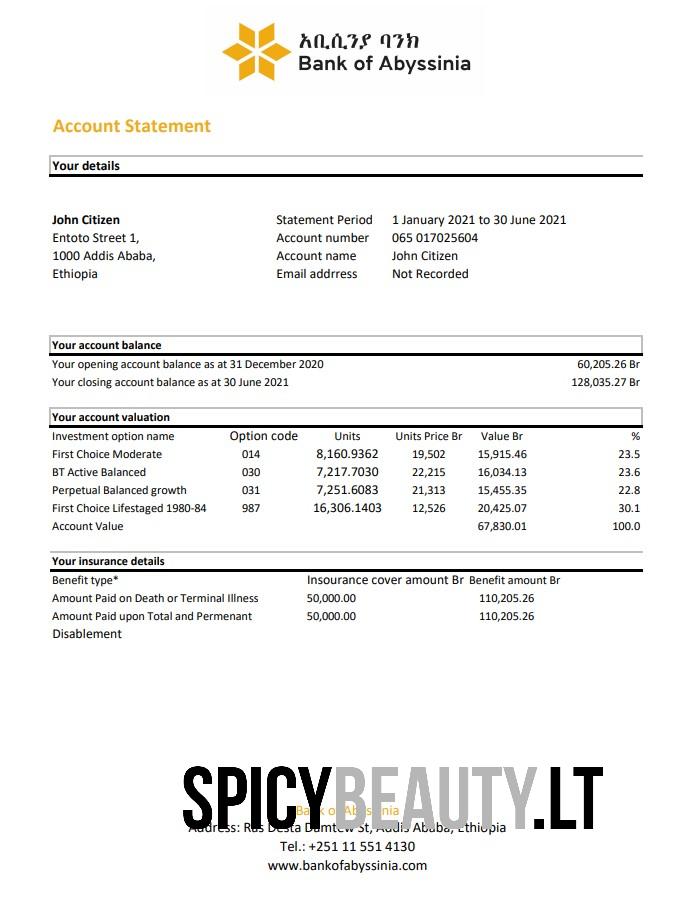 አቢሲንያ ባንክ
Bank of Abyssinia
Account Statement
Your details
John Citizen Statement Period 1 January 2021 to 30 June 2021
Entoto Street 1, Account number 065 017025604
1000 Addis Ababa, Account name John Citizen
Ethiopia Email addrress Not Recorded
Your account balance
Your opening account balance as at 31 December 2020 60,205.26 Br
Your closing account balance as at 30 June 2021 128,035.27 Br
Your account valuation
Investment option name Option code Units Units Price Br Value Br %
First Choice Moderate 014 8,160.9362 19,502 15,915.46 23.5
BT Active Balanced 030 7,217.7030 22,215 16,034.13 23.6
Perpetual Balanced growth 031 7,251.6083 21,313 15,455.35 22.8
First Choice Lifestaged 1980-84 987 16,306.1403 12,526 20,425.07 30.1
Account Value 67,830.01 100.0
Your insurance details
Benefit type* Insourance cover amount Br Benefit amount Br
Amount Paid on Death or Terminal Illness 50,000.00 110,205.26
Amount Paid upon Total and Permenant 50,000.00 110,205.26
Disablement
SPICYBEAUTY.LT
Bank of Abyssinia
Address: Ras Desta Damtew St, Addis Ababa, Ethiopia
Tel.: +251 11 551 4130
www.bankofabyssinia.com